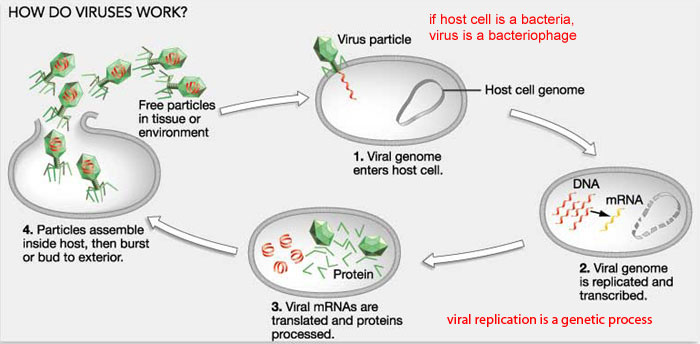 HOW DO VIRUSES WORK?
if host cell is a bacteria,
virus is a bacteriophage
Virus particle
Free particles
in tissue or
environment
Host cell genome
1. Viral genome
enters host cell.
DNA
mRNA
2. Viral genome
is replicated and
transcribed.
Protein
3. Viral mRNAs are
translated and proteins
processed.
4. Particles assemble
inside host, then burst
or bud to exterior.
viral replication is a genetic process